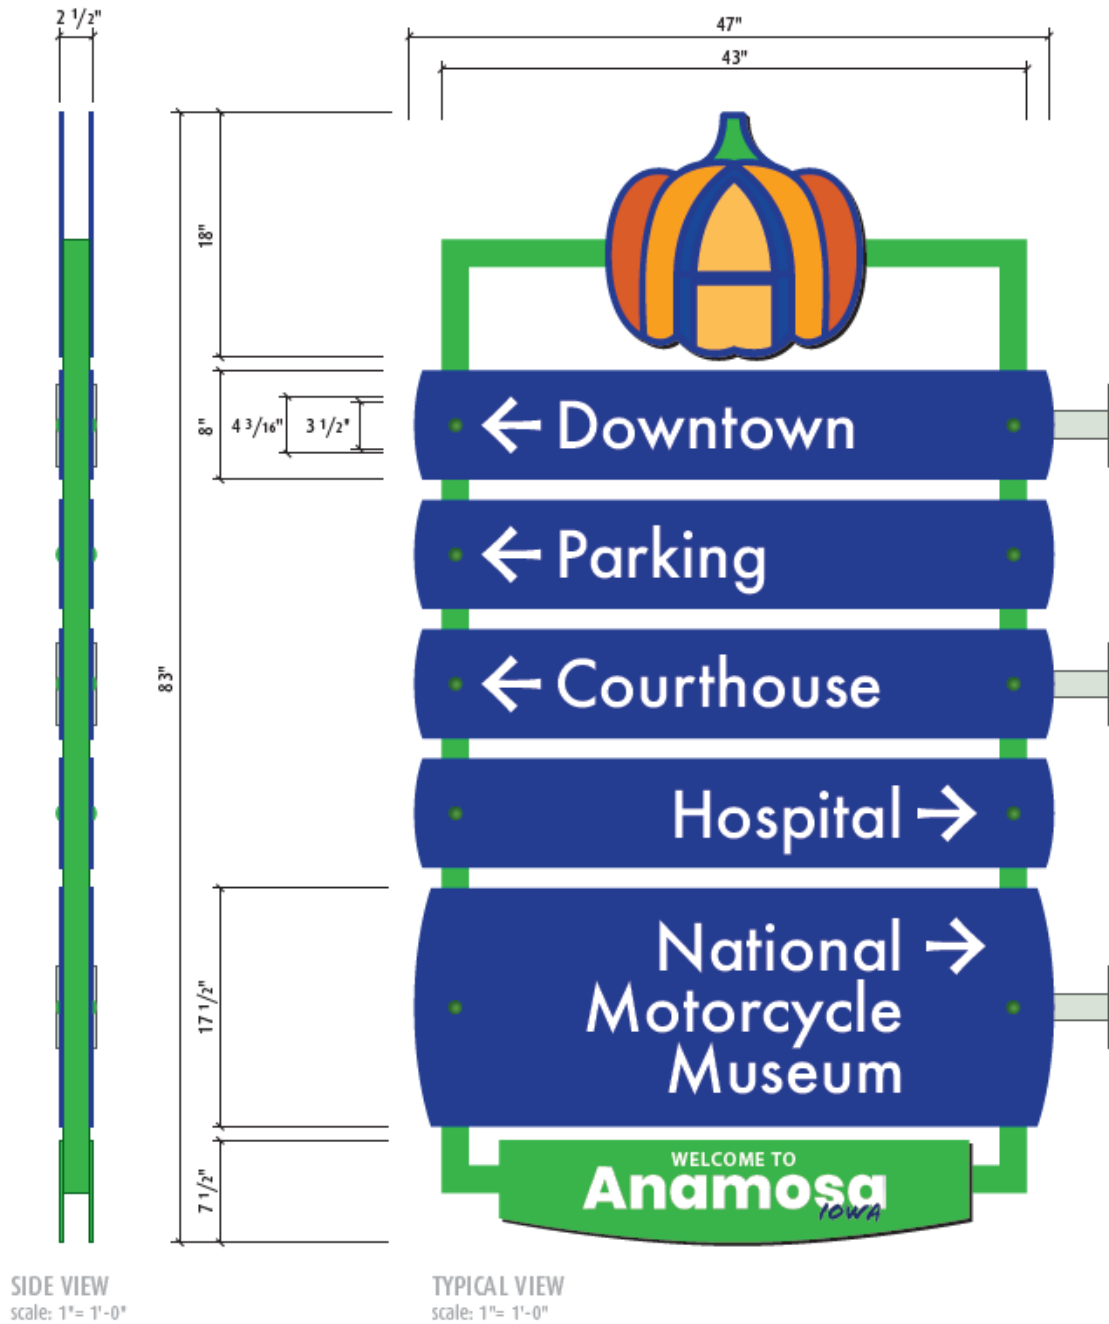 2 1/2"
47"
43"
18"
8"
4 3/16"
3 1/2"
83"
17 1/2"
7 1/2"
← Downtown
← Parking
← Courthouse
Hospital →
National →
Motorcycle
Museum
WELCOME TO
Anamosa
IOWA
SIDE VIEW
scale: 1"= 1'-0"
TYPICAL VIEW
scale: 1"= 1'-0"